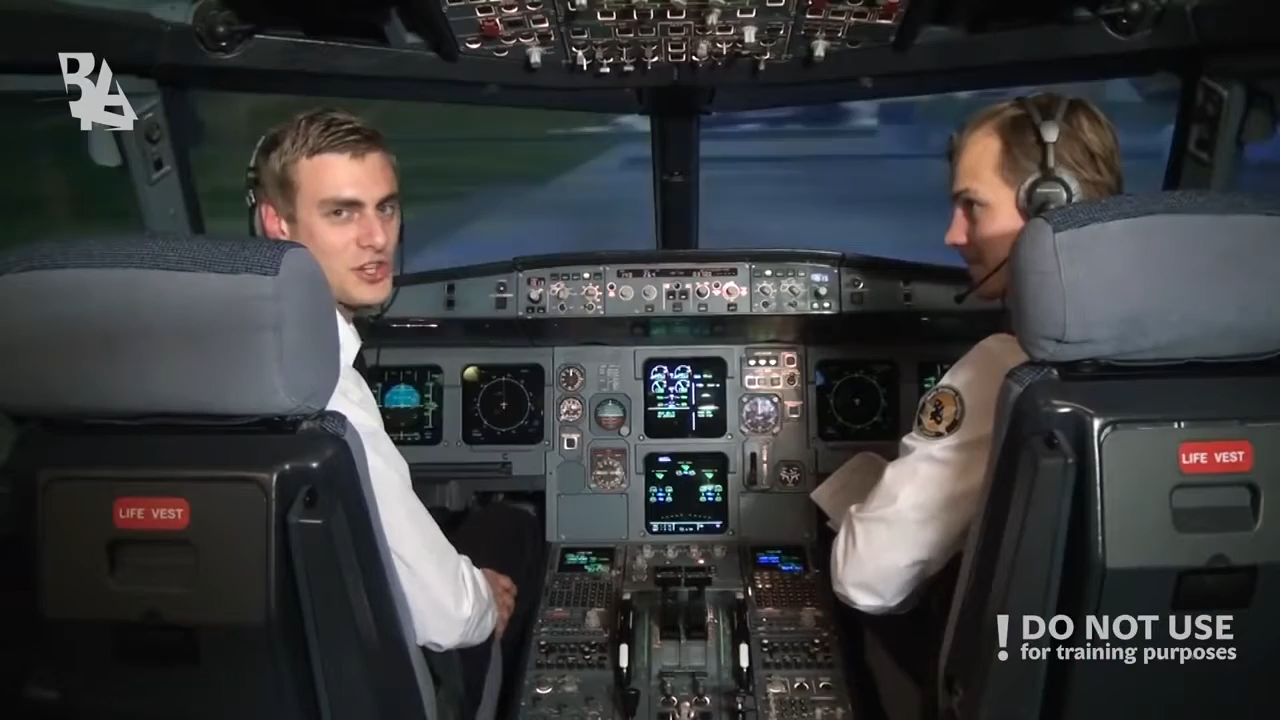 BAA
LIFE VEST
LIFE VEST
! DO NOT USE
for training purposes